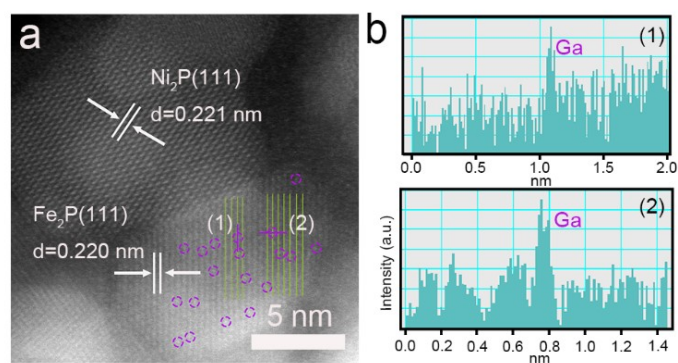 a
Ni₂P(111)
d=0.221 nm
Fe₂P(111)
d=0.220 nm
(1)
(2)
5 nm
b
(1)
Ga
0.0 0.5 1.0 1.5 2.0
nm
(2)
Ga
Intensity (a.u.)
0.0 0.2 0.4 0.6 0.8 1.0 1.2 1.4
nm